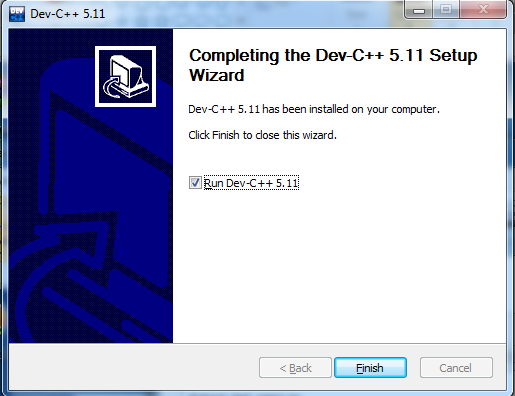 Dev-C++ 5.11
Completing the Dev-C++ 5.11 Setup
Wizard
Dev-C++ 5.11 has been installed on your computer.
Click Finish to close this wizard.
Run Dev-C++ 5.11
< Back
Finish
Cancel